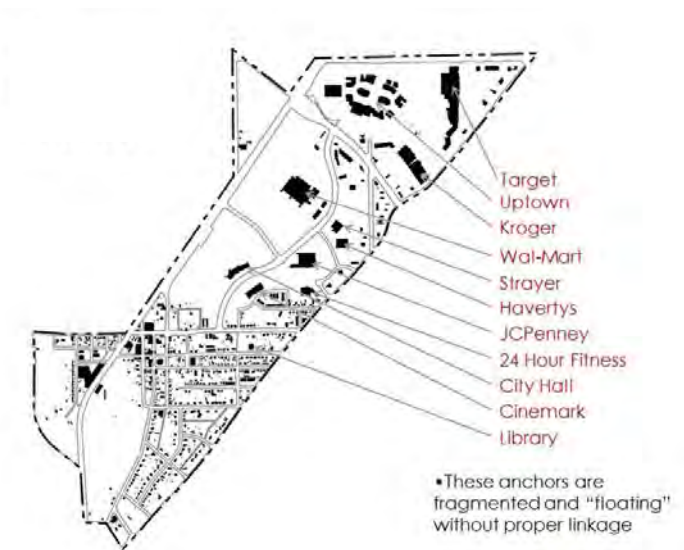 Target
Uptown
Kroger
Wal-Mart
Strayer
Havertys
JCPenney
24 Hour Fitness
City Hall
Cinemark
Library
•These anchors are
fragmented and "floating"
without proper linkage